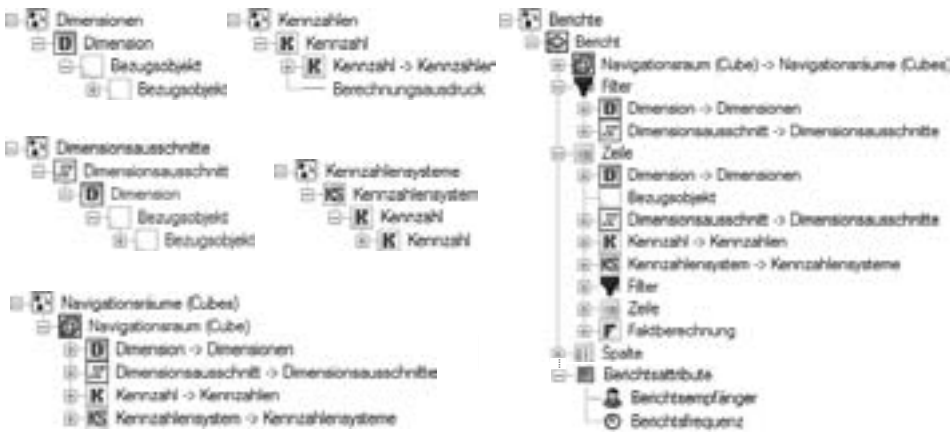 Dimensionen
D Dimension
Bezugsobjekt
Bezugsobjekt
Kennzahlen
K Kennzahl
K Kennzahl -> Kennzahlen
Berechnungsausdruck
Dimensionsausschnitte
Dimensionsausschnitt
D Dimension
Bezugsobjekt
Bezugsobjekt
Kennzahlensysteme
KS Kennzahlensystem
K Kennzahl
K Kennzahl
Navigationsräume (Cubes)
Navigationsraum (Cube)
D Dimension -> Dimensionen
Dimensionsausschnitt -> Dimensionsausschnitte
K Kennzahl -> Kennzahlen
KS Kennzahlensystem -> Kennzahlensysteme
Berichte
Bericht
Navigationsraum (Cube) -> Navigationsräume (Cubes)
Filter
D Dimension -> Dimensionen
Dimensionsausschnitt -> Dimensionsausschnitte
Zeile
D Dimension -> Dimensionen
Bezugsobjekt
Dimensionsausschnitt -> Dimensionsausschnitte
K Kennzahl -> Kennzahlen
KS Kennzahlensystem -> Kennzahlensysteme
Filter
Zeile
F Faktberechnung
Spalte
Berichtsattribute
Berichtsempfänger
Berichtsfrequenz